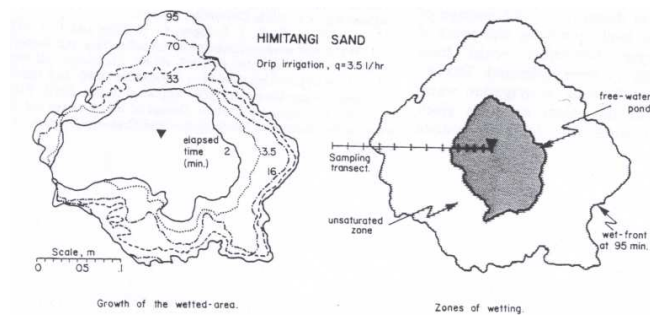 95
70
33
HIMITANGI SAND
Drip irrigation, q=3.5 l/hr
elapsed
time
(min.)
2
3.5
16
Scale, m
0 05 1
Growth of the wetted-area.
free-water
pond
Sampling
transect.
unsaturated
zone
wet-front
at 95 min.
Zones of wetting.